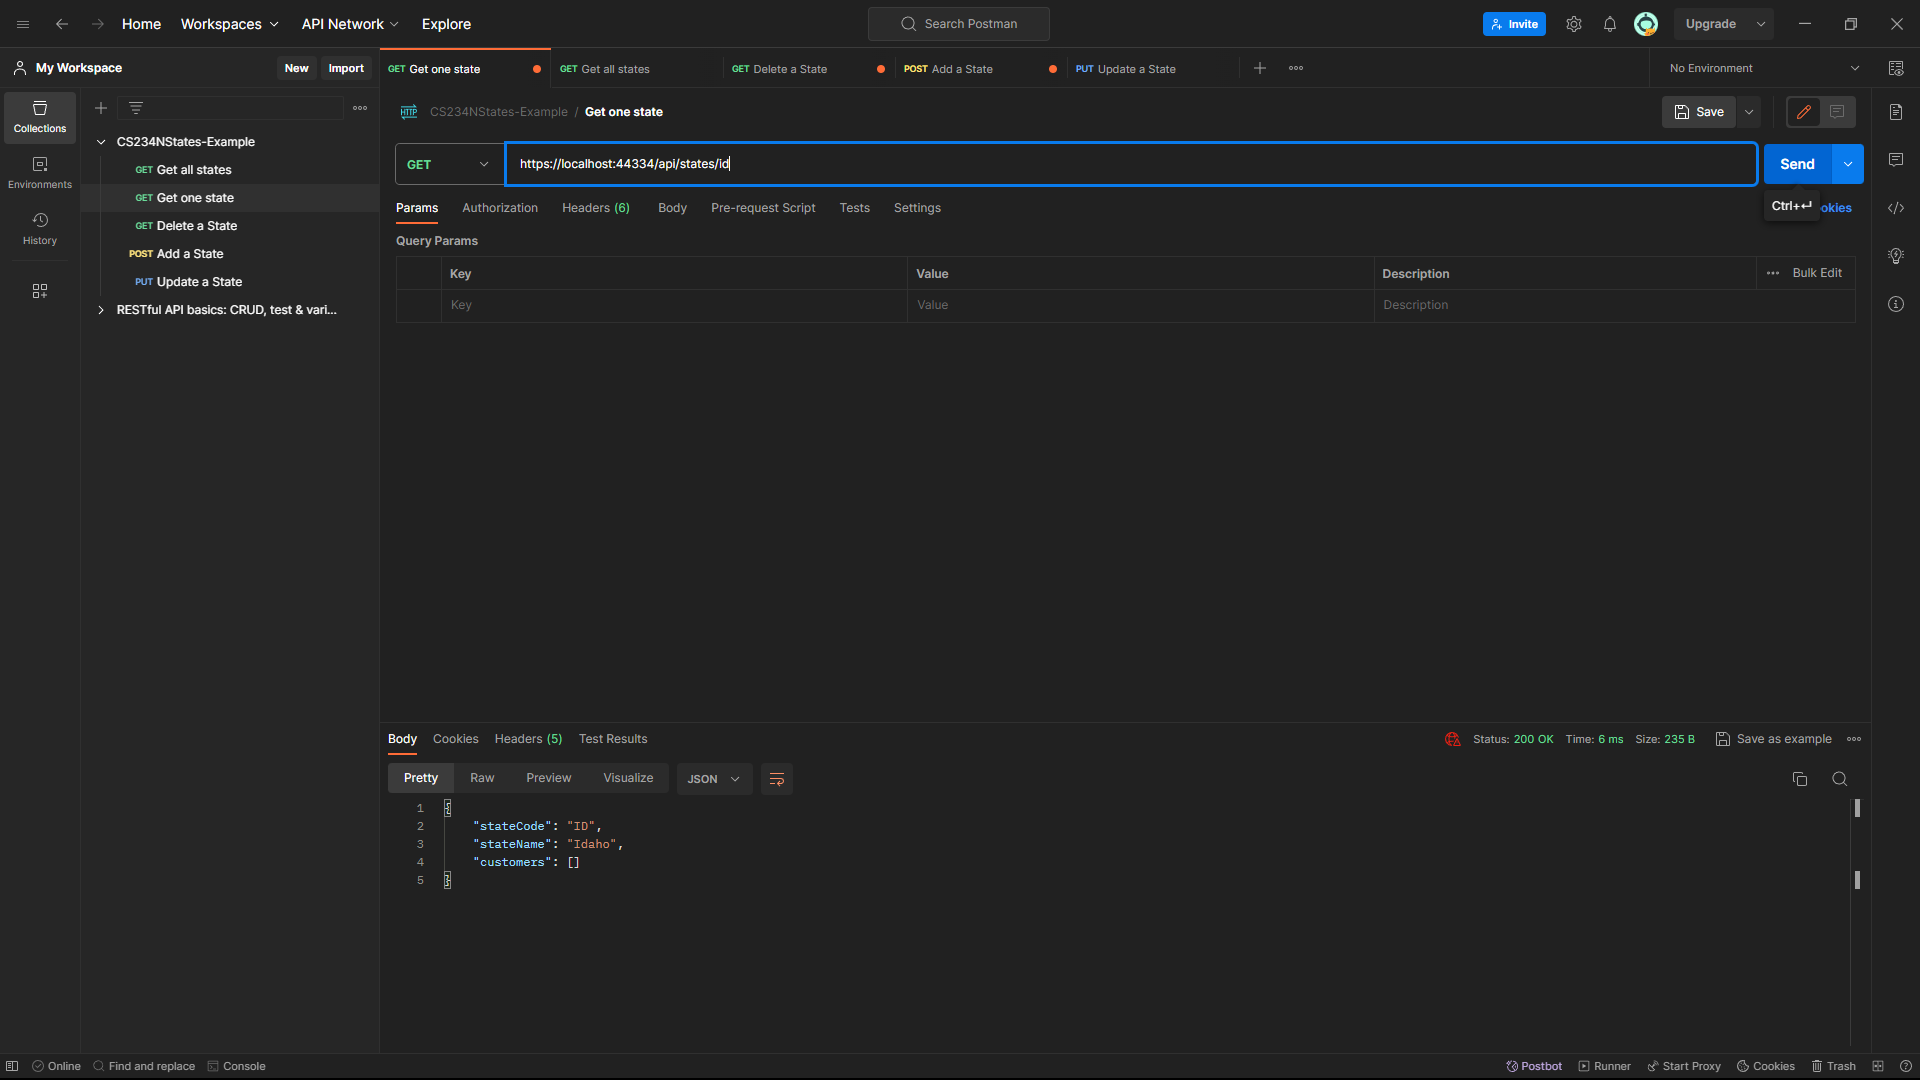 Home Workspaces API Network Explore Search Postman Invite Upgrade
My Workspace New Import
GET Get one state GET Get all states GET Delete a State POST Add a State PUT Update a State No Environment
Collections
Environments
History
CS234NStates-Example
GET Get all states
GET Get one state
GET Delete a State
POST Add a State
PUT Update a State
RESTful API basics: CRUD, test & vari...
HTTP CS234NStates-Example / Get one state Save
GET https://localhost:44334/api/states/id Send
Ctrl+↵ okies
Params Authorization Headers (6) Body Pre-request Script Tests Settings
Query Params
Key Value Description Bulk Edit
Key Value Description
Body Cookies Headers (5) Test Results Status: 200 OK Time: 6 ms Size: 235 B Save as example
Pretty Raw Preview Visualize JSON
1 {
2 "stateCode": "ID",
3 "stateName": "Idaho",
4 "customers": []
5 }
Online Find and replace Console Postbot Runner Start Proxy Cookies Trash